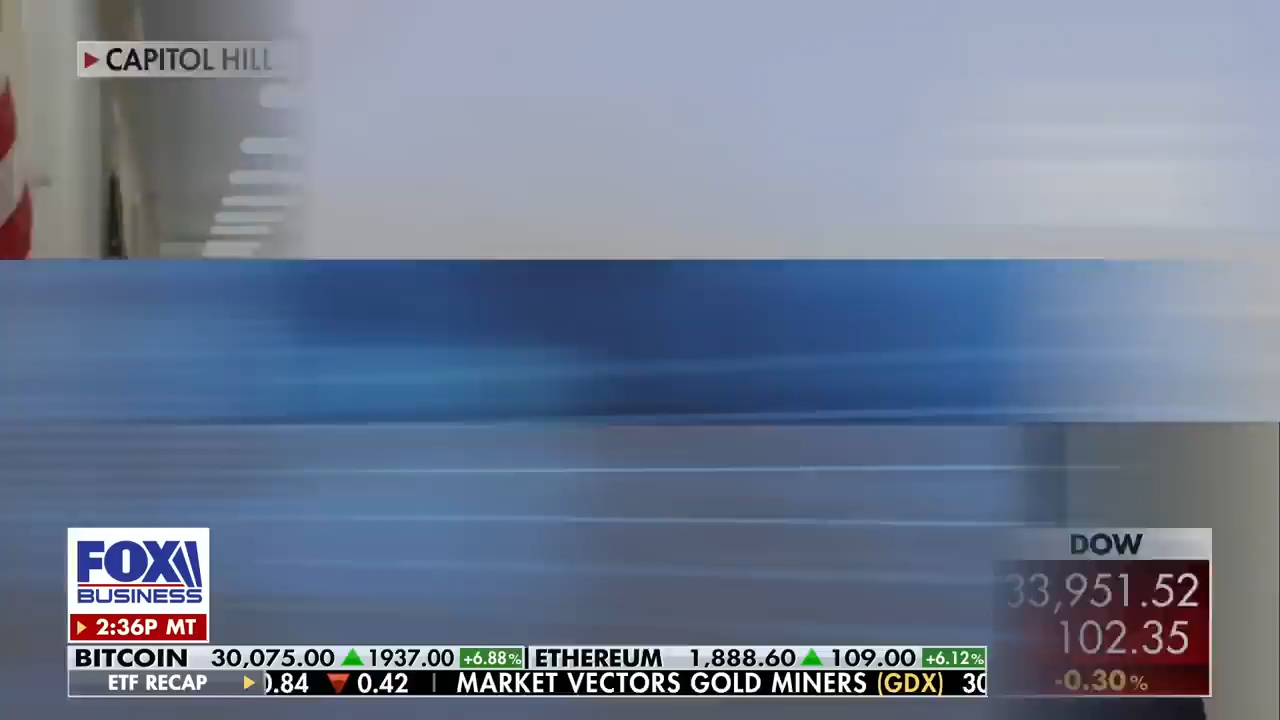 CAPITOL HILL
FOX
BUSINESS
2:36P MT
DOW
33,951.52
102.35
-0.30%
BITCOIN 30,075.00 1937.00 +6.88% ETHEREUM 1,888.60 109.00 +6.12%
ETF RECAP 0.84 0.42 MARKET VECTORS GOLD MINERS (GDX) 30